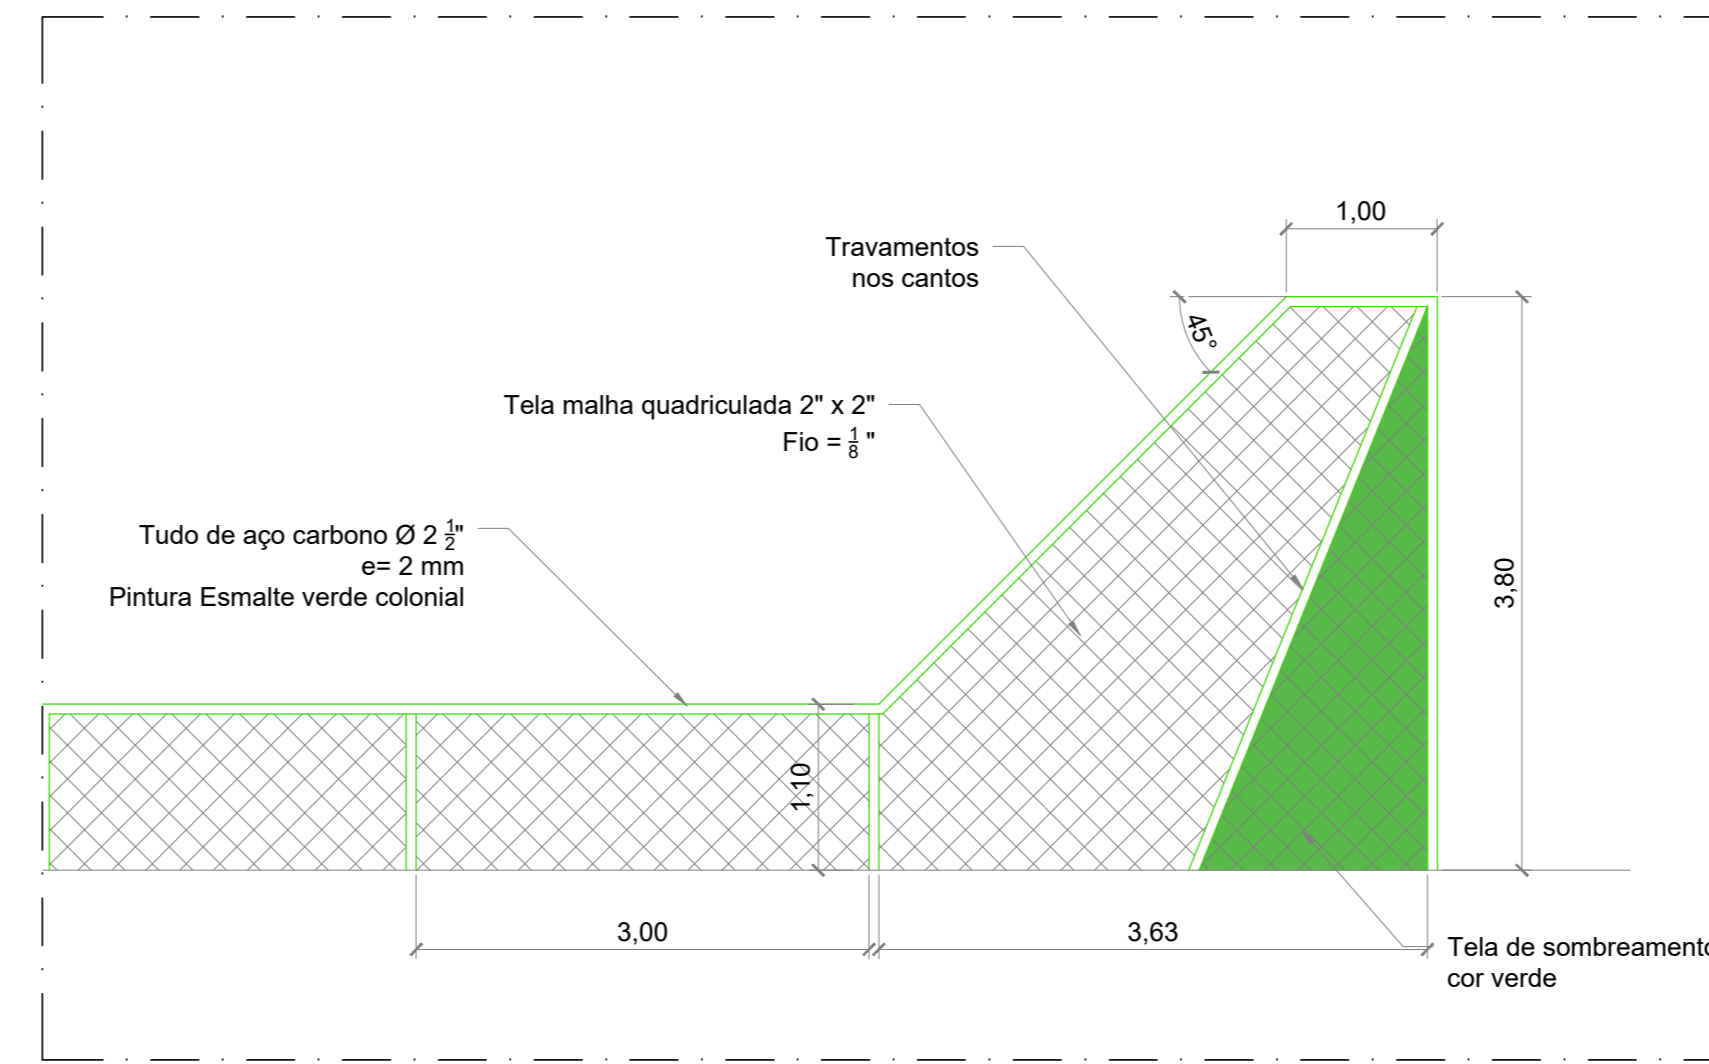 1,00
Travamentos
nos cantos
45°
Tela malha quadriculada 2" x 2"
Fio = 1/8 "
Tudo de aço carbono Ø 2 1/2"
e= 2 mm
Pintura Esmalte verde colonial
3,80
1,10
3,00
3,63
Tela de sombreamento
cor verde